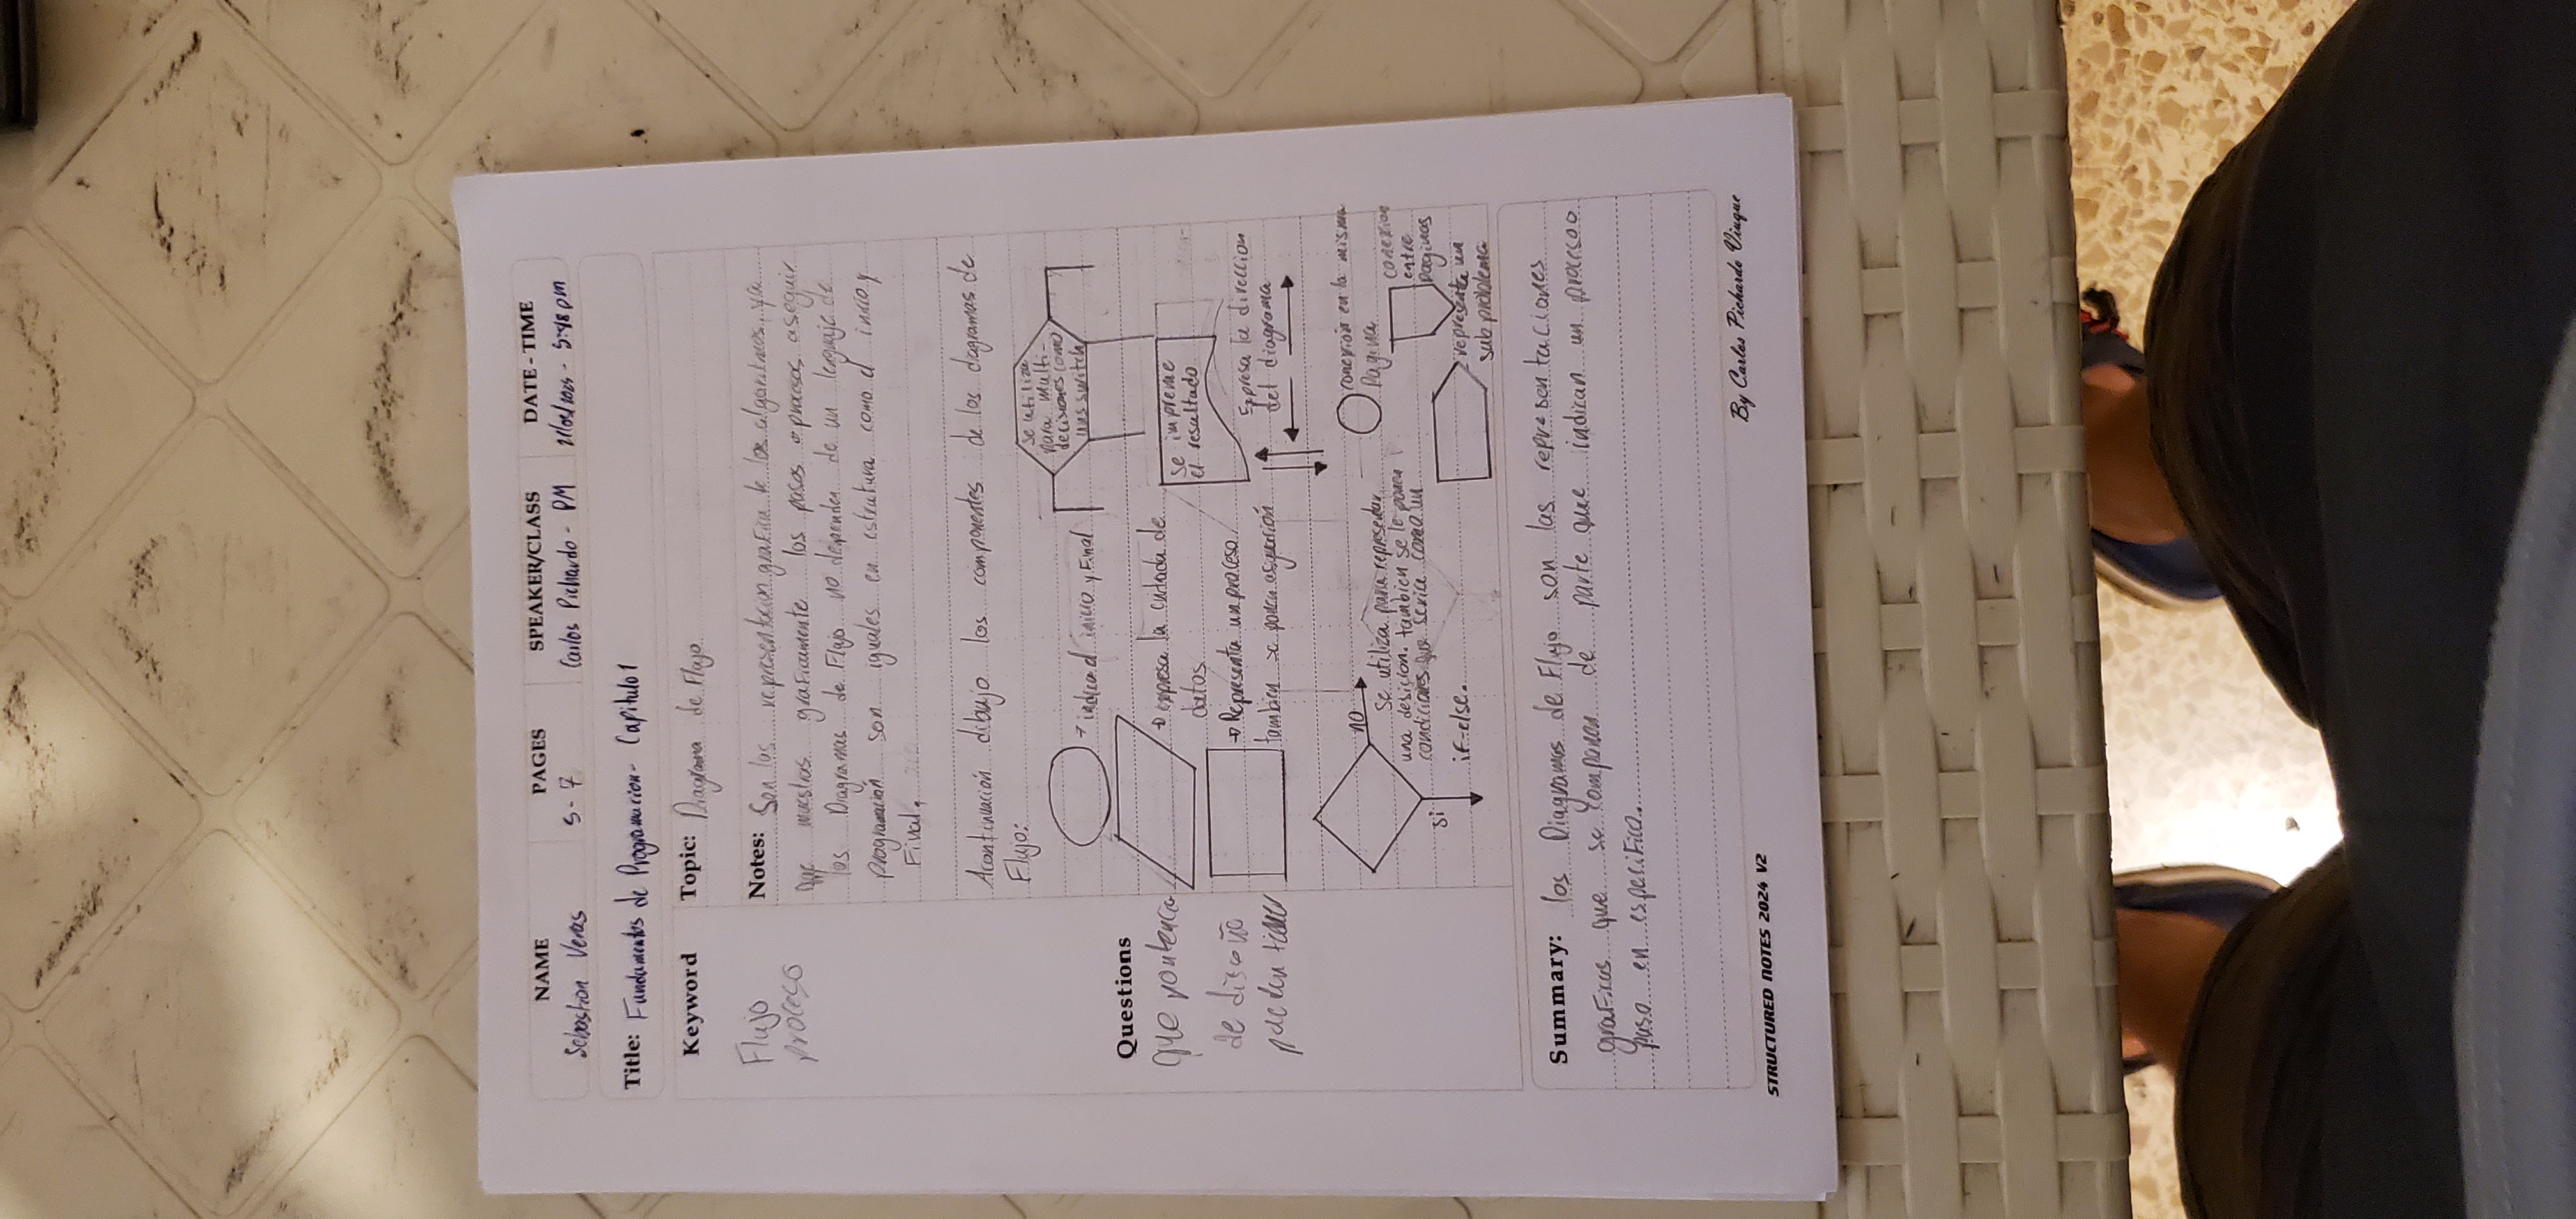 NAME PAGES SPEAKER/CLASS DATE-TIME
Sebastian Veras 5-7 Carlos Pichardo - PM 21/05/2025 - 5:48 pm
Title: Fundamentos de Programacion- Capitulo 1
Keyword
Flujo
proceso
Topic: Diagrama de Flujo
Notes: Son las representacion grafica de los algoritmos, ya
que muestras graficamente los pasos o procesos aseguir
los Diagramas de Flujo no dependen de un lenguaje de
programación son iguales en estrutura como el inicio y
Final.
Acontinuación dibujo los componentes de los diagramas de
Flujo:
→ indica el inicio y Final
se utiliza
para multi-
decisiones como
uns switch
Questions
Que
de diseño
pueden tener
→ expresa la entrada de
datos
→ Representa un proceso
tambien se ponen asignación
se imprime
el resultado
Expresa la direccion
del diagrama
no
si
se utiliza para representar
una desición. tambien se le ponen
condiciones que seria como un
if-else.
conexión en la misma
Pagina
conexion
entre
paginas
representa un
sub problema
Summary: los Diagramas de Flujo son las representaciones
graficas que se componen de parte que indican un proceso o
paso en especifico.
STRUCTURED NOTES 2024 V2
By Carlos Pichardo Viuque